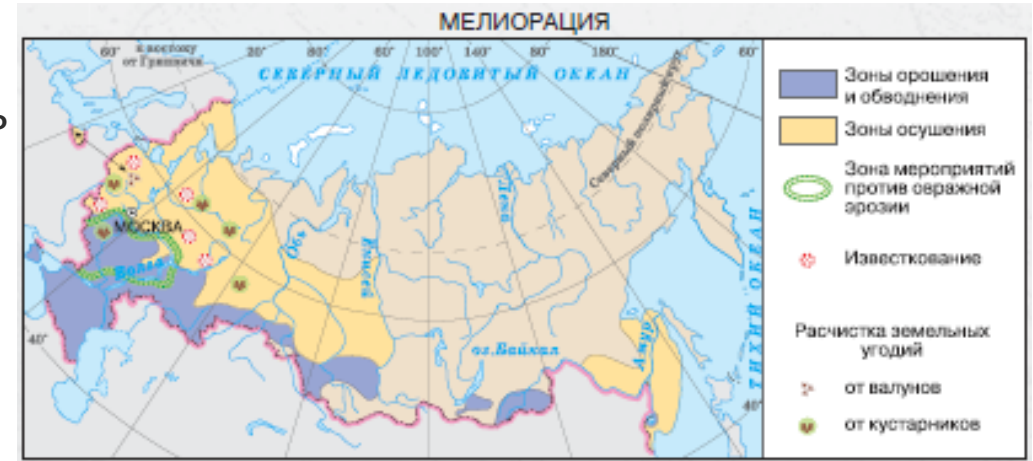 МЕЛИОРАЦИЯ
60° к востоку от Гринвича 20° 80° 60° 100° 140° 80° 180° 60°
СЕВЕРНЫЙ ЛЕДОВИТЫЙ ОКЕАН
Северный полярный круг
МОСКВА
Волга
Обь
Енисей
Лена
оз. Байкал
Амур
ТИХИЙ ОКЕАН
40°
40°
Зоны орошения
и обводнения
Зоны осушения
Зона мероприятий
против овражной
эрозии
Известкование
Расчистка земельных
угодий
от валунов
от кустарников